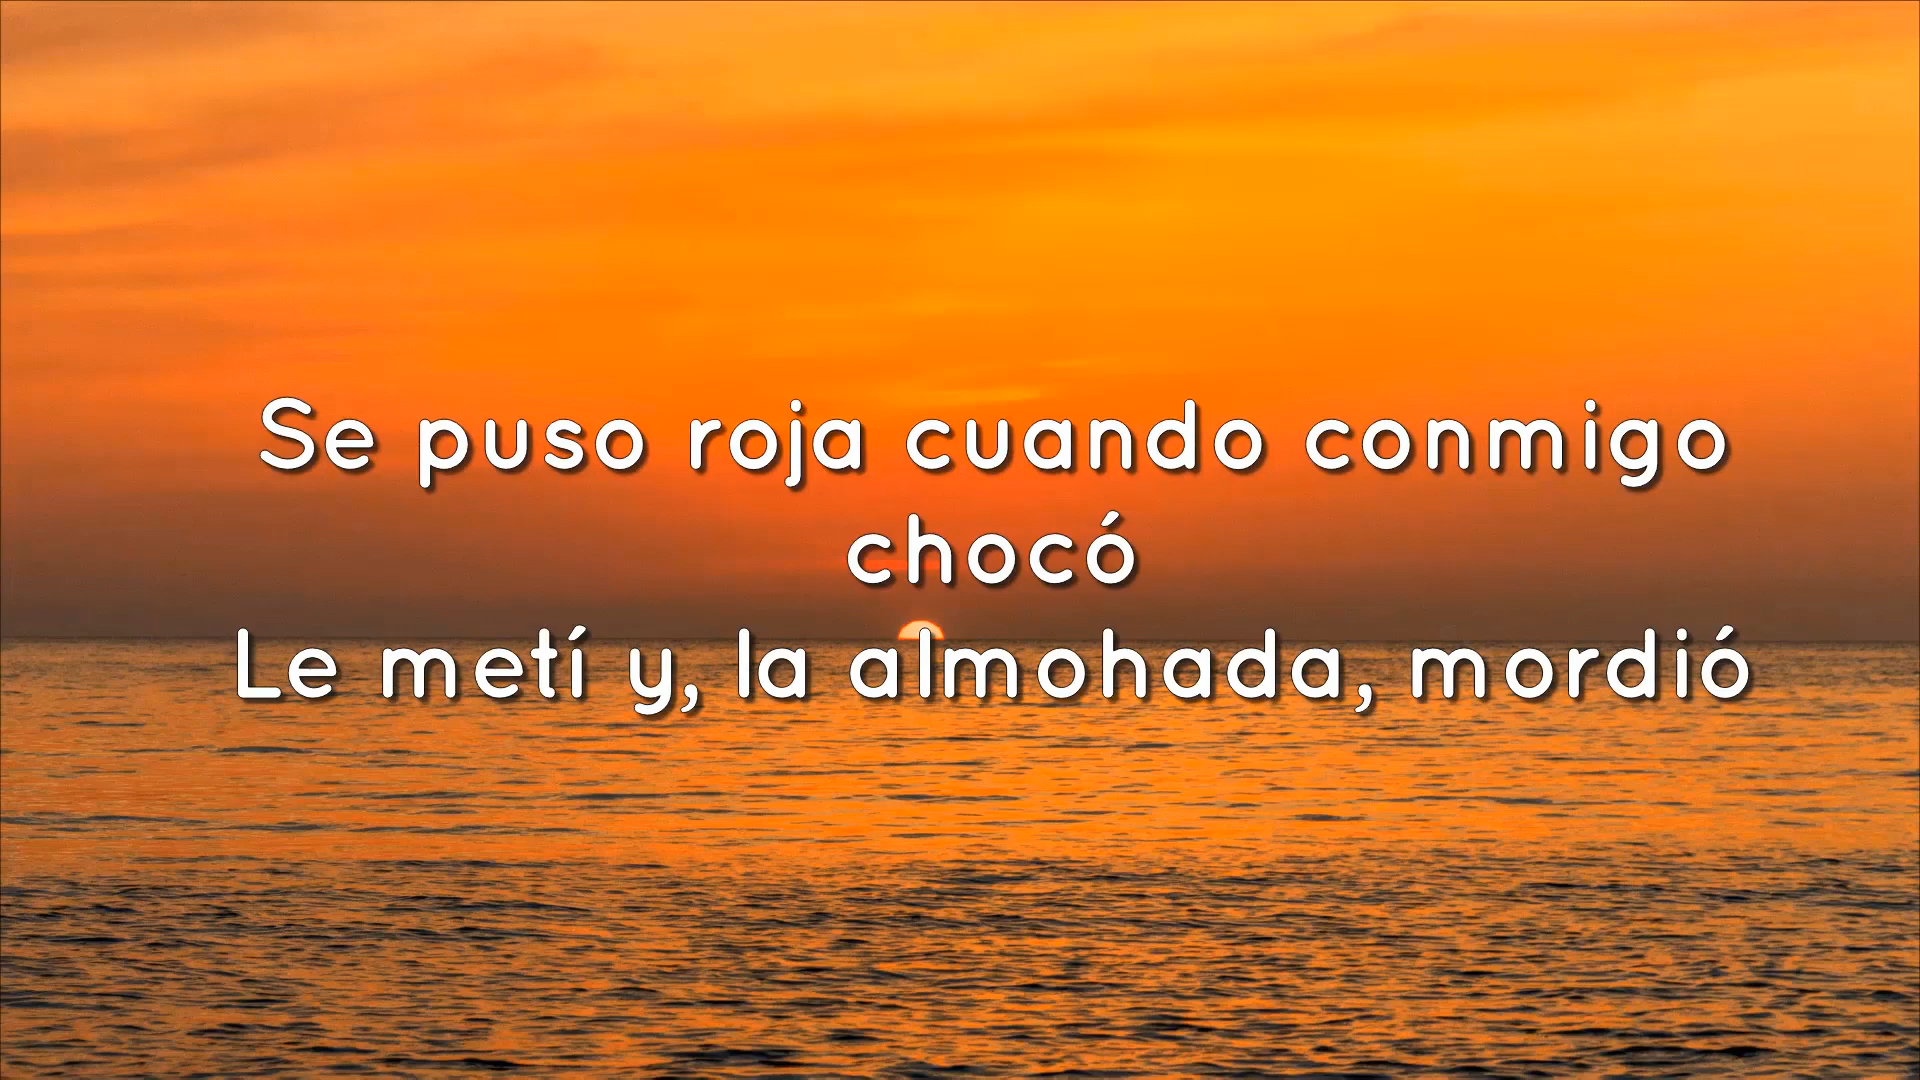 Se puso roja cuando conmigo
chocó
Le metí y, la almohada, mordió